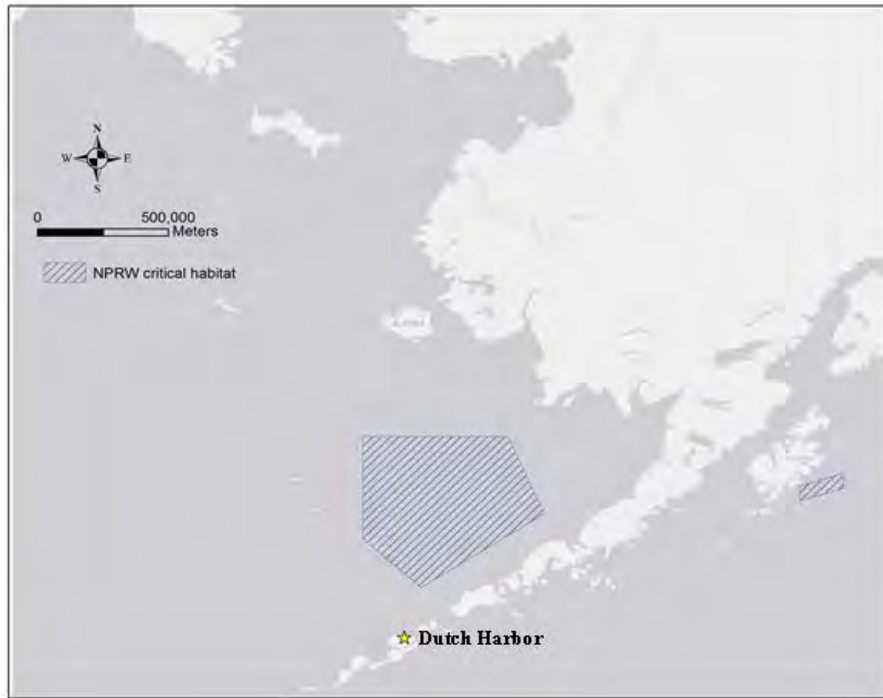 N
W E
S
0 500,000
Meters
NPRW critical habitat
Dutch Harbor